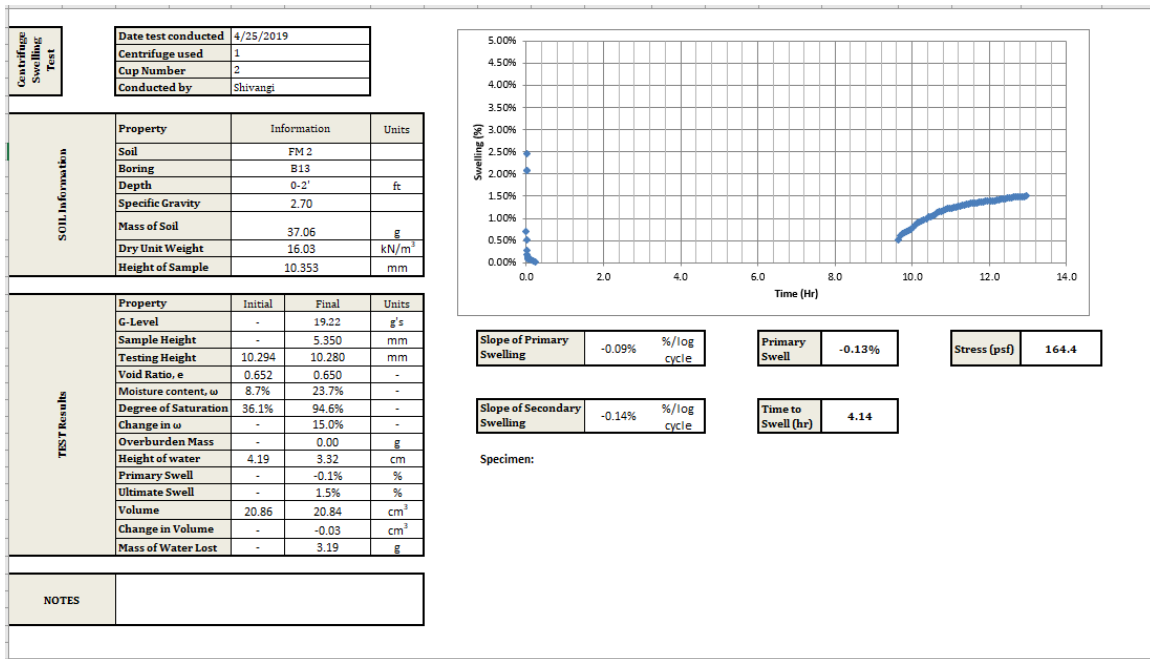 Centrifuge
Swelling
Test
Date test conducted 4/25/2019
Centrifuge used 1
Cup Number 2
Conducted by Shivangi
SOIL Information
Property Information Units
Soil FM 2
Boring B13
Depth 0-2' ft
Specific Gravity 2.70
Mass of Soil 37.06 g
Dry Unit Weight 16.03 kN/m³
Height of Sample 10.353 mm
TEST Results
Property Initial Final Units
G-Level - 19.22 g's
Sample Height - 5.350 mm
Testing Height 10.294 10.280 mm
Void Ratio, e 0.652 0.650 -
Moisture content, ω 8.7% 23.7% -
Degree of Saturation 36.1% 94.6% -
Change in ω - 15.0% -
Overburden Mass - 0.00 g
Height of water 4.19 3.32 cm
Primary Swell - -0.1% %
Ultimate Swell - 1.5% %
Volume 20.86 20.84 cm³
Change in Volume - -0.03 cm³
Mass of Water Lost - 3.19 g
NOTES
Swelling (%)
5.00%
4.50%
4.00%
3.50%
3.00%
2.50%
2.00%
1.50%
1.00%
0.50%
0.00%
0.0 2.0 4.0 6.0 8.0 10.0 12.0 14.0
Time (Hr)
Slope of Primary
Swelling
-0.09%
%/log
cycle
Primary
Swell
-0.13%
Stress (psf) 164.4
Slope of Secondary
Swelling
-0.14%
%/log
cycle
Time to
Swell (hr)
4.14
Specimen: